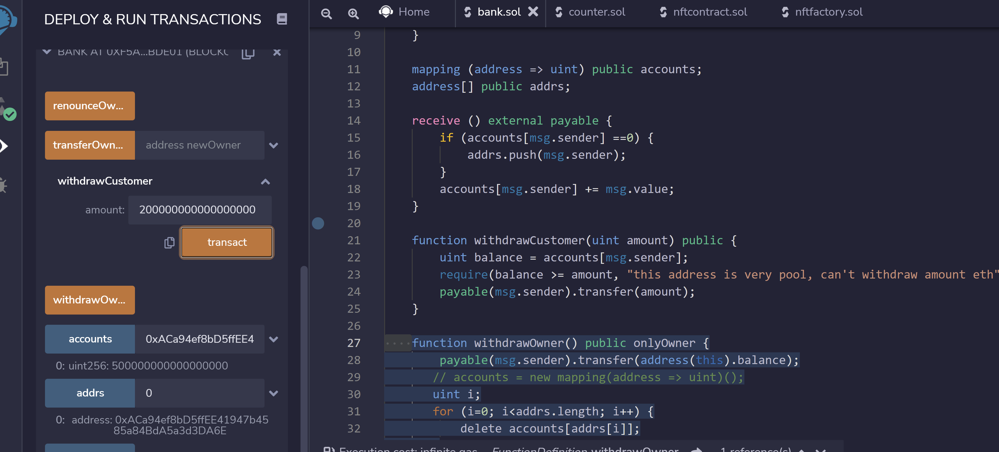 DEPLOY & RUN TRANSACTIONS
BANK AT 0XF5A...BDE01 (BLOCKC
renounceOw...
transferOwn...
address newOwner
withdrawCustomer
amount:
200000000000000000
transact
withdrawOw...
accounts
0xACa94ef8bD5ffEE4
0: uint256: 500000000000000000
addrs
0
0: address: 0xACa94ef8bD5ffEE41947b45
85a84BdA5a3d3DA6E
Home
bank.sol
counter.sol
nftcontract.sol
nftfactory.sol
9 }
10
11 mapping (address => uint) public accounts;
12 address[] public addrs;
13
14 receive () external payable {
15 if (accounts[msg.sender] ==0) {
16 addrs.push(msg.sender);
17 }
18 accounts[msg.sender] += msg.value;
19 }
20
21 function withdrawCustomer(uint amount) public {
22 uint balance = accounts[msg.sender];
23 require(balance >= amount, "this address is very pool, can't withdraw amount eth"
24 payable(msg.sender).transfer(amount);
25 }
26
27 function withdrawOwner() public onlyOwner {
28 payable(msg.sender).transfer(address(this).balance);
29 // accounts = new mapping(address => uint)();
30 uint i;
31 for (i=0; i<addrs.length; i++) {
32 delete accounts[addrs[i]];
Execution cost: infinite gas FunctionDefinition withdrawOwner 1 reference(s)